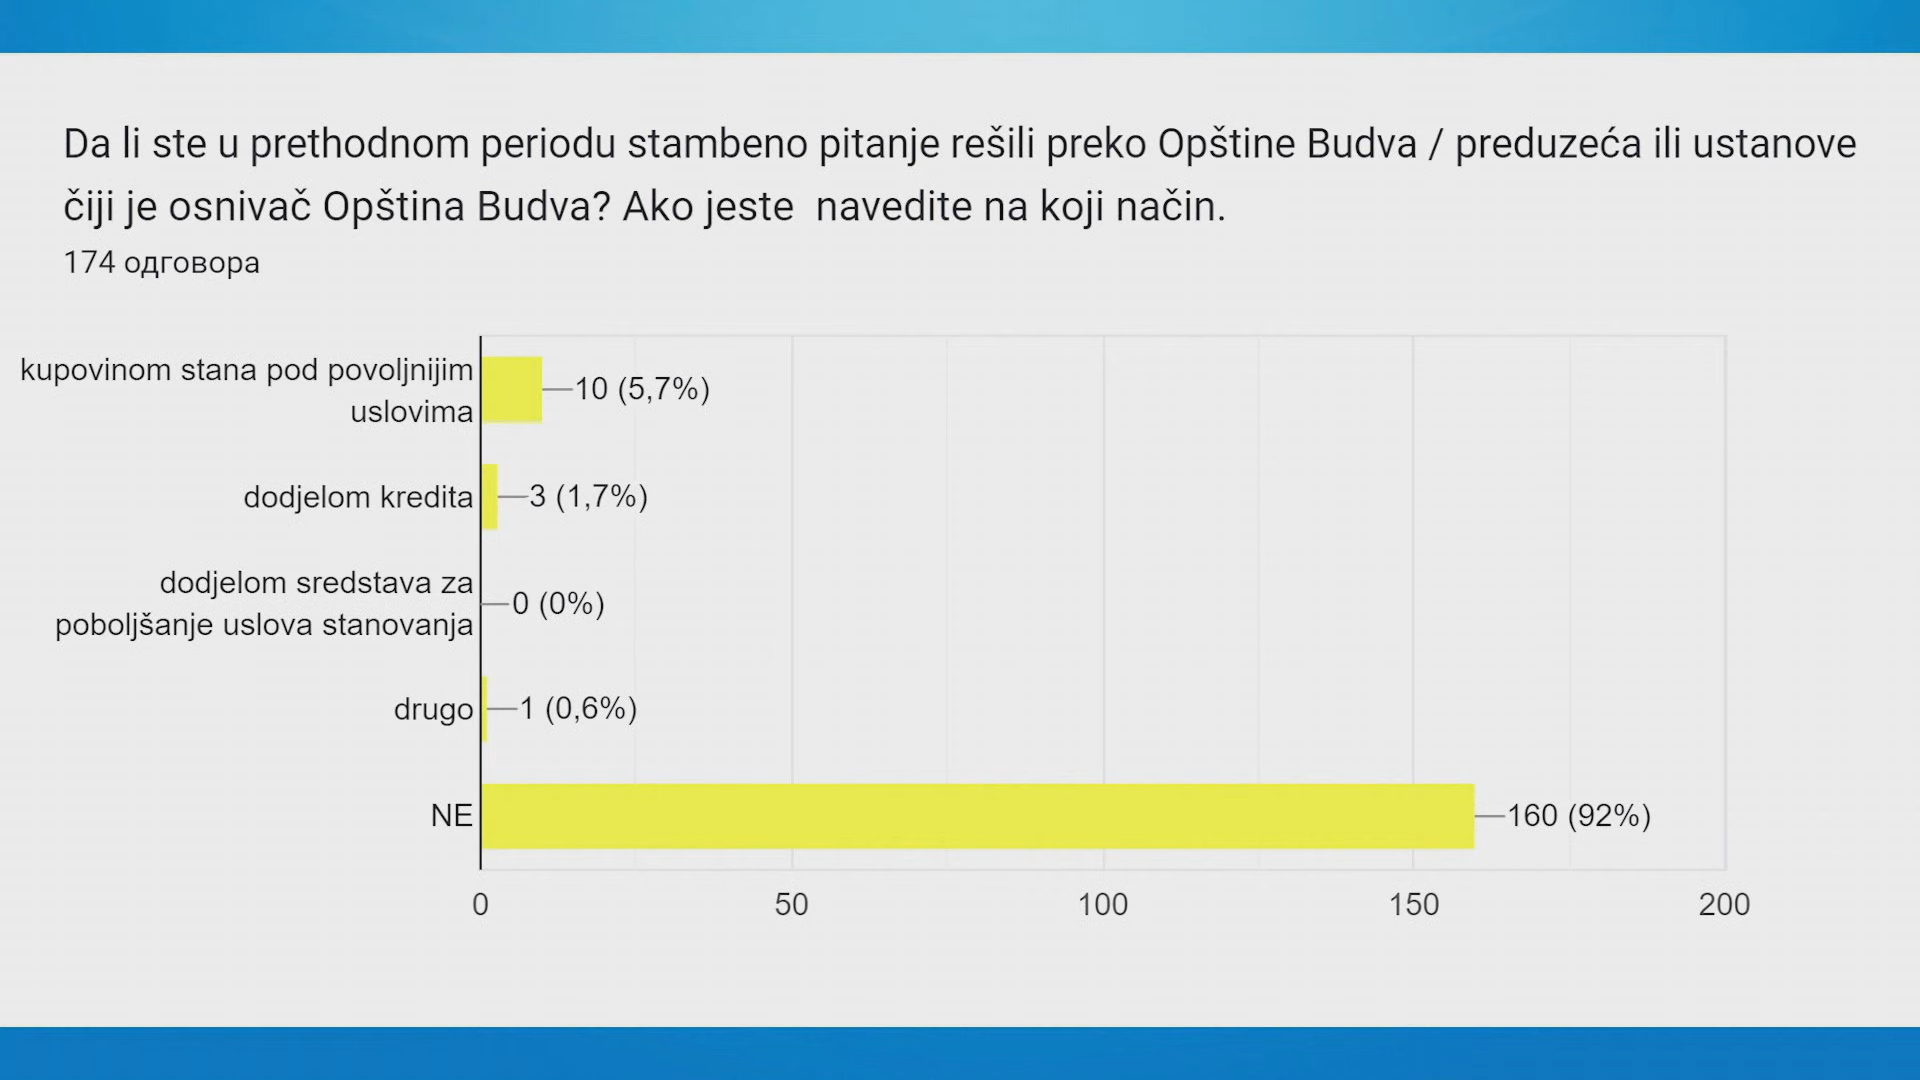 Da li ste u prethodnom periodu stambeno pitanje rešili preko Opštine Budva / preduzeća ili ustanove
čiji je osnivač Opština Budva? Ako jeste  navedite na koji način.
174 одговора
kupovinom stana pod povoljnijim
uslovima
10 (5,7%)
dodjelom kredita
3 (1,7%)
dodjelom sredstava za
poboljšanje uslova stanovanja
0 (0%)
drugo
1 (0,6%)
NE
160 (92%)
0 50 100 150 200